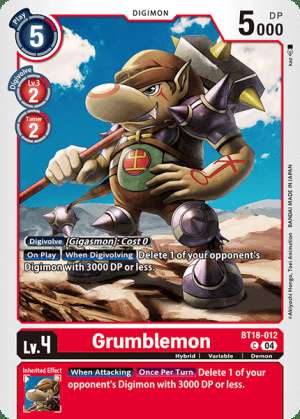 DIGIMON
Play
5
5000
DP
Digivolve
Lv.3
2
Tamer
2
©Akiyoshi Hongo, Toei Animation BANDAI MADE IN JAPAN
Digivolve [Gigasmon]: Cost 0
On Play When Digivolving Delete 1 of your opponent's
Digimon with 3000 DP or less.
BT18-012
Lv.4
Grumblemon
C 04
Hybrid Variable Demon
Inherited Effect
When Attacking Once Per Turn Delete 1 of your
opponent's Digimon with 3000 DP or less.